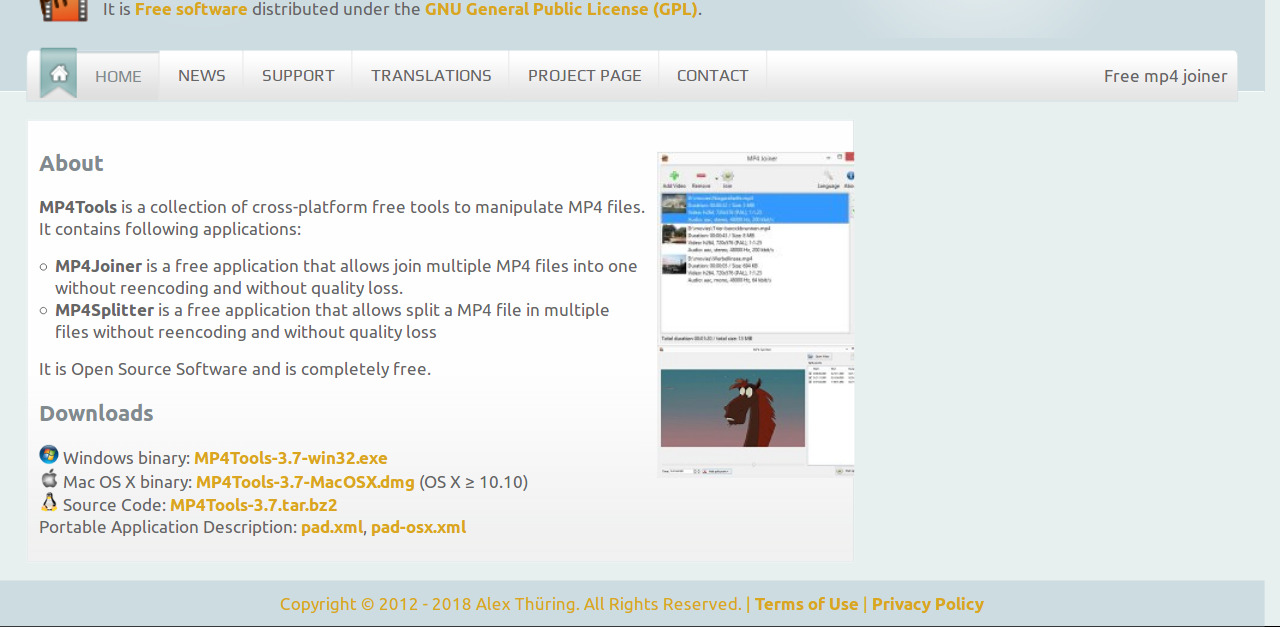 It is Free software distributed under the GNU General Public License (GPL).
HOME NEWS SUPPORT TRANSLATIONS PROJECT PAGE CONTACT Free mp4 joiner
About
MP4Tools is a collection of cross-platform free tools to manipulate MP4 files.
It contains following applications:
MP4Joiner is a free application that allows join multiple MP4 files into one
without reencoding and without quality loss.
MP4Splitter is a free application that allows split a MP4 file in multiple
files without reencoding and without quality loss
It is Open Source Software and is completely free.
MP4 Joiner
Add Video Remove Join Language
Downloads
Windows binary: MP4Tools-3.7-win32.exe
Mac OS X binary: MP4Tools-3.7-MacOSX.dmg (OS X ≥ 10.10)
Source Code: MP4Tools-3.7.tar.bz2
Portable Application Description: pad.xml, pad-osx.xml
Copyright © 2012 - 2018 Alex Thüring. All Rights Reserved. | Terms of Use | Privacy Policy